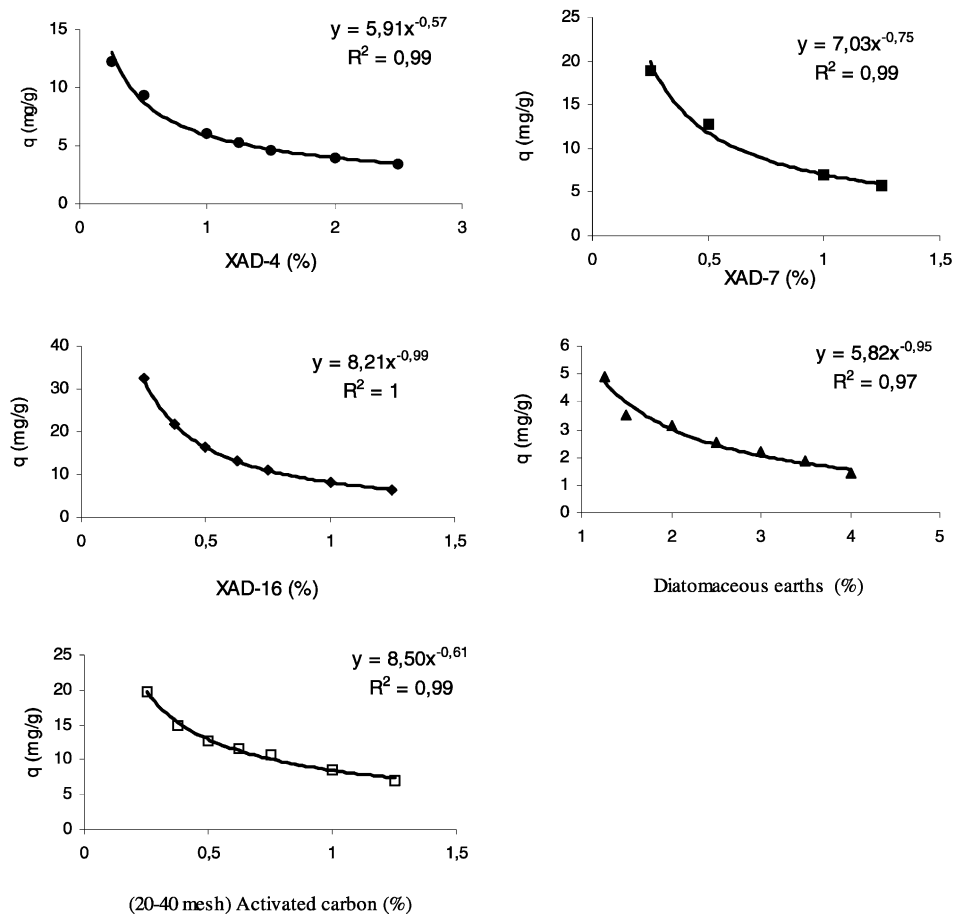 y = 5,91x^-0,57
R² = 0,99
15
10
5
0
q (mg/g)
0 1 2 3
XAD-4 (%)
y = 7,03x^-0,75
R² = 0,99
25
20
15
10
5
0
q (mg/g)
0 0,5 1 1,5
XAD-7 (%)
y = 8,21x^-0,99
R² = 1
40
30
20
10
0
q (mg/g)
0 0,5 1 1,5
XAD-16 (%)
y = 5,82x^-0,95
R² = 0,97
6
5
4
3
2
1
0
q (mg/g)
1 2 3 4 5
Diatomaceous earths (%)
y = 8,50x^-0,61
R² = 0,99
25
20
15
10
5
0
q (mg/g)
0 0,5 1 1,5
(20-40 mesh) Activated carbon (%)